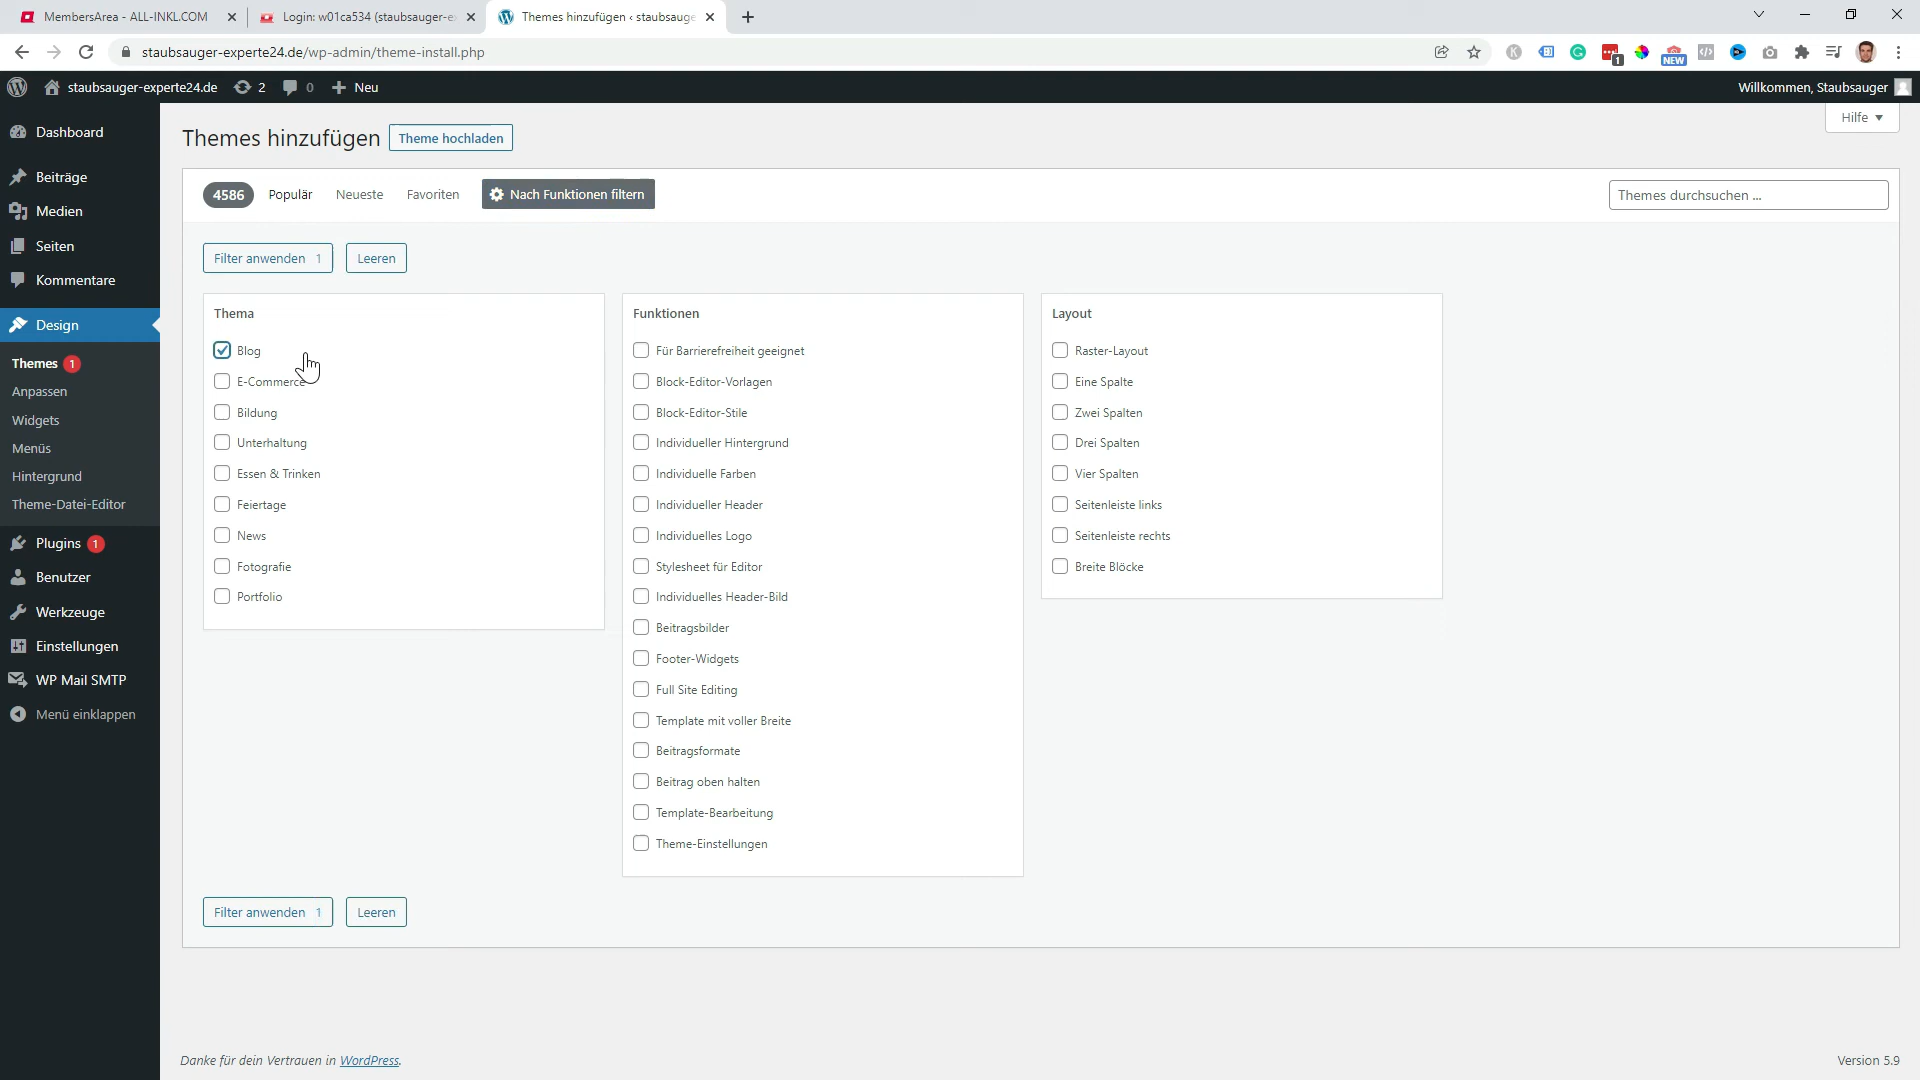 MembersArea - ALL-INKL.COM
Login: w01ca534 (staubsauger-e
Themes hinzufügen ‹ staubsauge
staubsauger-experte24.de/wp-admin/theme-install.php
1
NEW
staubsauger-experte24.de
2
0
Neu
Willkommen, Staubsauger
Hilfe
Dashboard
Beiträge
Medien
Seiten
Kommentare
Design
Themes 1
Anpassen
Widgets
Menüs
Hintergrund
Theme-Datei-Editor
Plugins 1
Benutzer
Werkzeuge
Einstellungen
WP Mail SMTP
Menü einklappen
Themes hinzufügen
Theme hochladen
4586
Populär
Neueste
Favoriten
Nach Funktionen filtern
Themes durchsuchen ...
Filter anwenden 1
Leeren
Thema
Blog
E-Commerce
Bildung
Unterhaltung
Essen & Trinken
Feiertage
News
Fotografie
Portfolio
Funktionen
Für Barrierefreiheit geeignet
Block-Editor-Vorlagen
Block-Editor-Stile
Individueller Hintergrund
Individuelle Farben
Individueller Header
Individuelles Logo
Stylesheet für Editor
Individuelles Header-Bild
Beitragsbilder
Footer-Widgets
Full Site Editing
Template mit voller Breite
Beitragsformate
Beitrag oben halten
Template-Bearbeitung
Theme-Einstellungen
Layout
Raster-Layout
Eine Spalte
Zwei Spalten
Drei Spalten
Vier Spalten
Seitenleiste links
Seitenleiste rechts
Breite Blöcke
Filter anwenden 1
Leeren
Danke für dein Vertrauen in WordPress.
Version 5.9